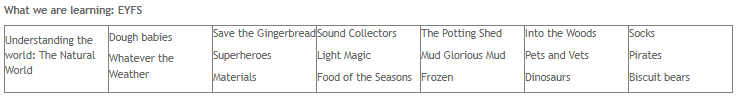 What we are learning: EYFS
Understanding the
world: The Natural
World
Dough babies
Whatever the
Weather
Save the Gingerbread
Superheroes
Materials
Sound Collectors
Light Magic
Food of the Seasons
The Potting Shed
Mud Glorious Mud
Frozen
Into the Woods
Pets and Vets
Dinosaurs
Socks
Pirates
Biscuit bears